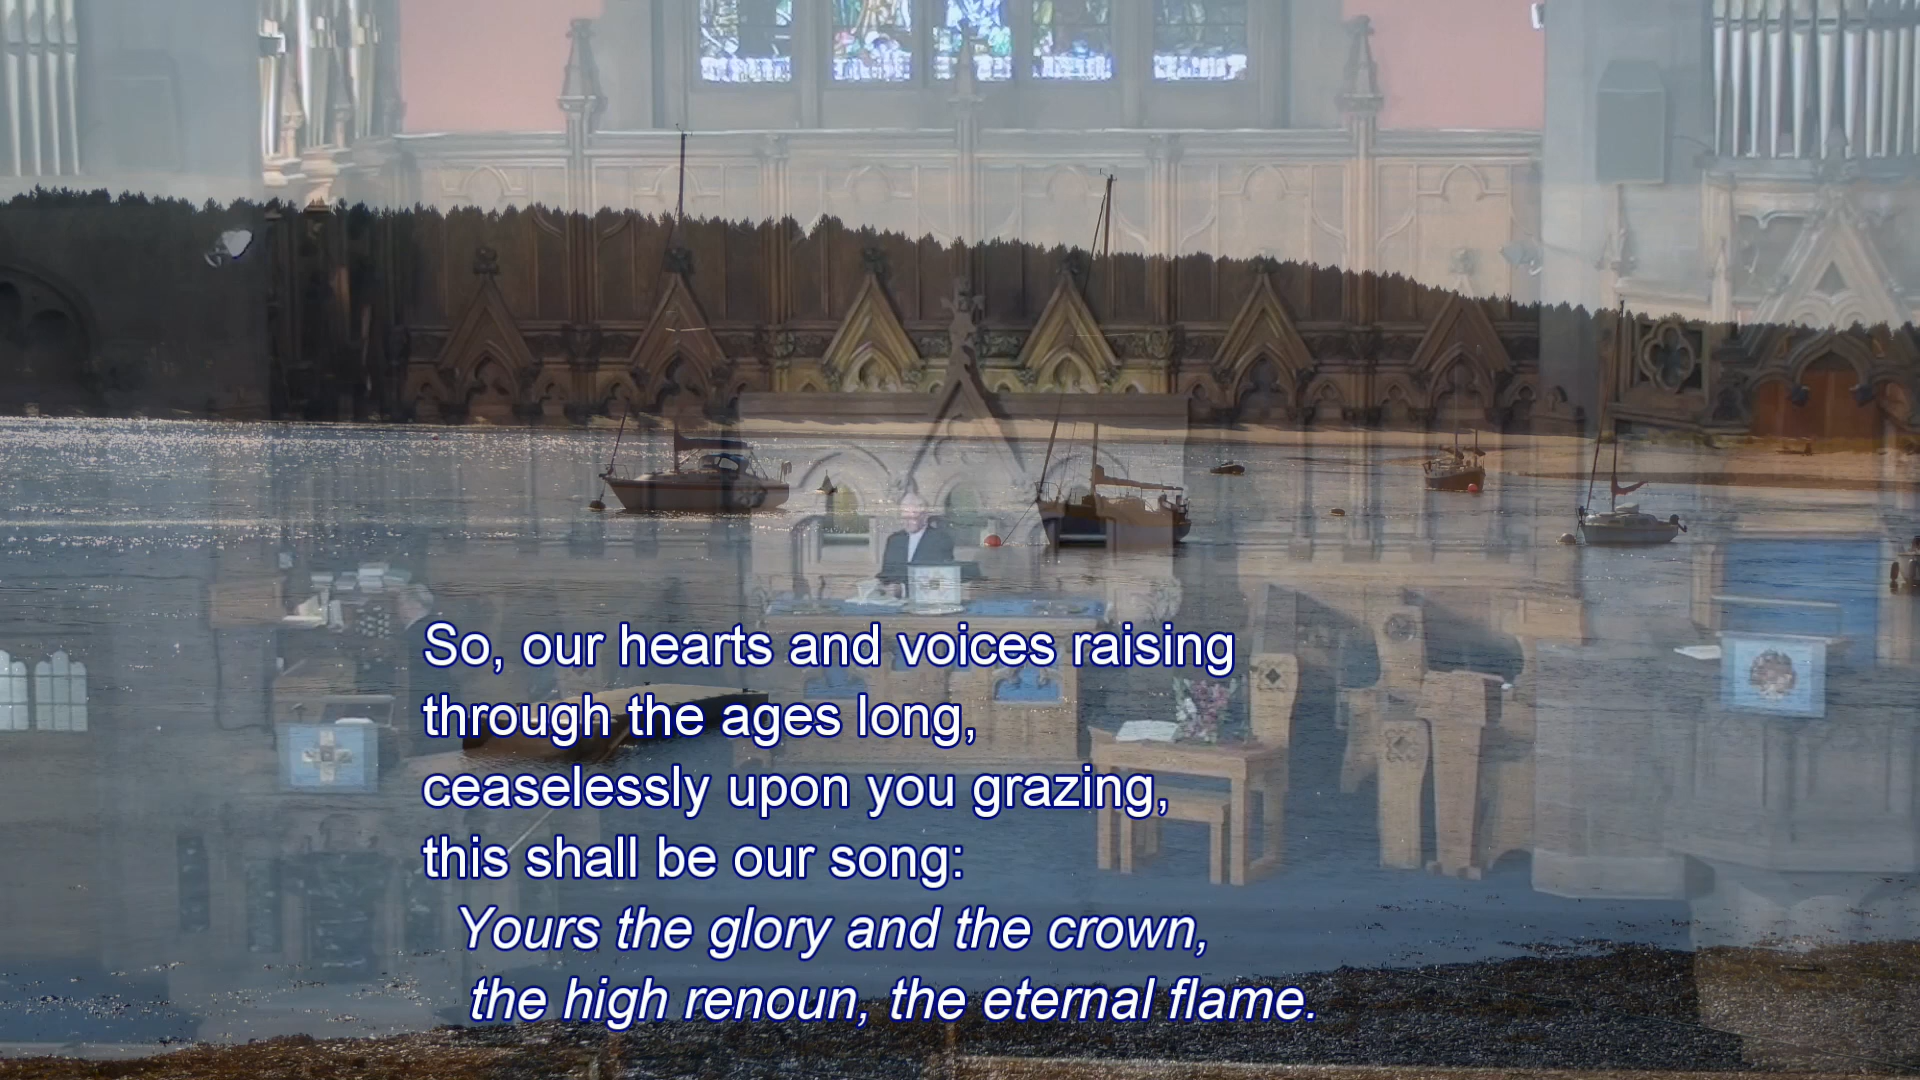 So, our hearts and voices raising
through the ages long,
ceaselessly upon you grazing,
this shall be our song:
Yours the glory and the crown,
the high renoun, the eternal flame.